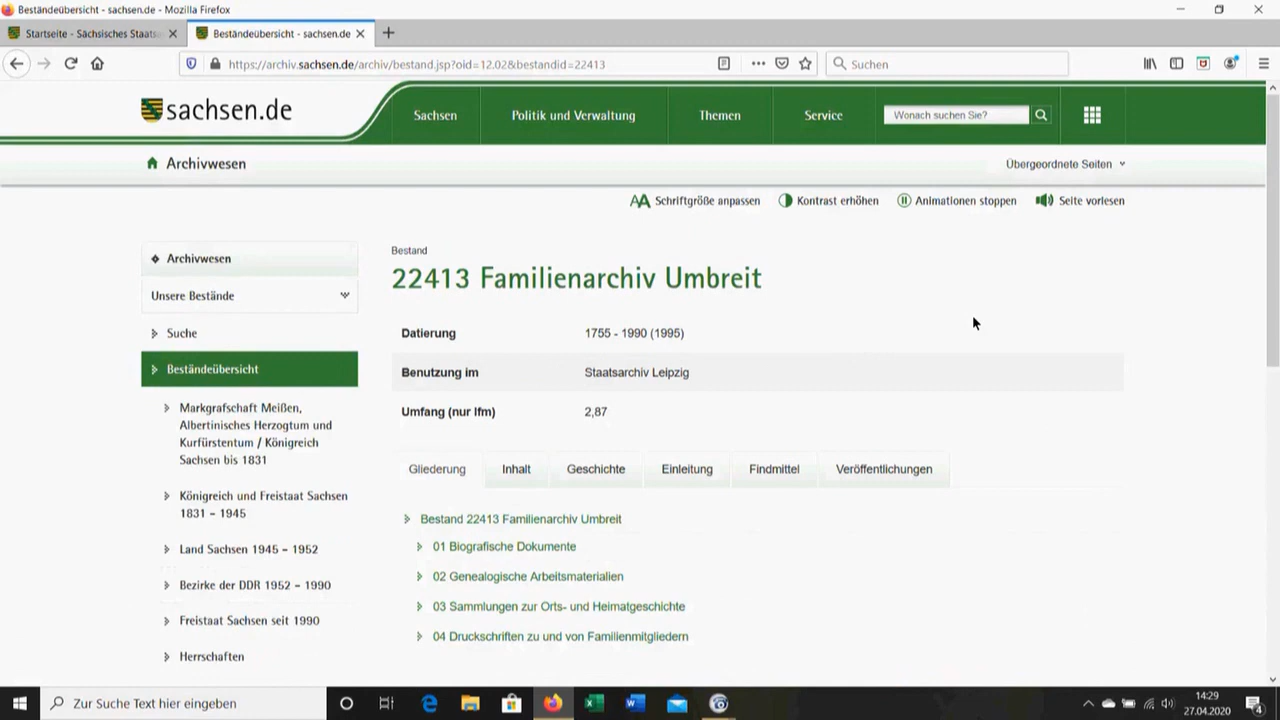 Beständeübersicht - sachsen.de - Mozilla Firefox
Startseite - Sächsisches Staats
Beständeübersicht - sachsen.de
https://archiv.sachsen.de/archiv/bestand.jsp?oid=12.02&bestandid=22413
Suchen
sachsen.de
Sachsen
Politik und Verwaltung
Themen
Service
Wonach suchen Sie?
Archivwesen
Übergeordnete Seiten
AA Schriftgröße anpassen
Kontrast erhöhen
Animationen stoppen
Seite vorlesen
Archivwesen
Unsere Bestände
Suche
Beständeübersicht
Markgrafschaft Meißen,
Albertinisches Herzogtum und
Kurfürstentum / Königreich
Sachsen bis 1831
Königreich und Freistaat Sachsen
1831 - 1945
Land Sachsen 1945 - 1952
Bezirke der DDR 1952 - 1990
Freistaat Sachsen seit 1990
Herrschaften
Bestand
22413 Familienarchiv Umbreit
Datierung 1755 - 1990 (1995)
Benutzung im Staatsarchiv Leipzig
Umfang (nur lfm) 2,87
Gliederung Inhalt Geschichte Einleitung Findmittel Veröffentlichungen
Bestand 22413 Familienarchiv Umbreit
01 Biografische Dokumente
02 Genealogische Arbeitsmaterialien
03 Sammlungen zur Orts- und Heimatgeschichte
04 Druckschriften zu und von Familienmitgliedern
Zur Suche Text hier eingeben
14:29
27.04.2020
4